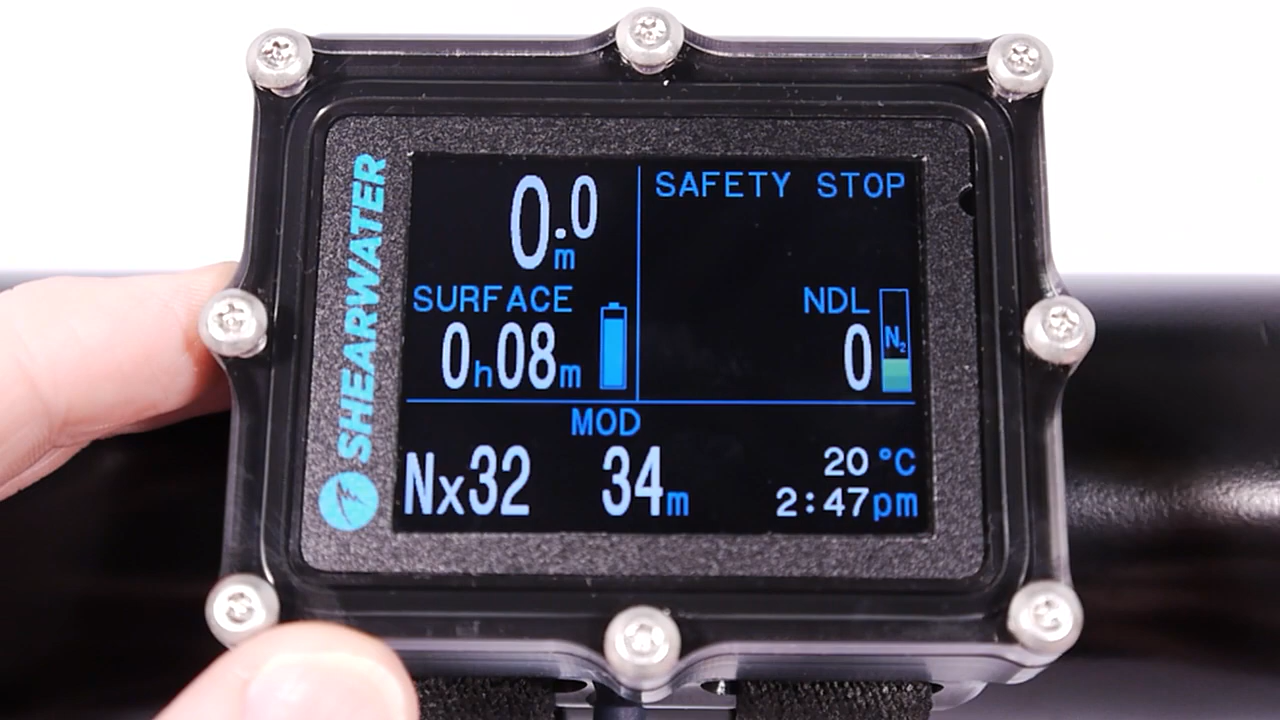 SHEARWATER
0.0 m
SAFETY STOP
SURFACE
0h08m
NDL
0
N2
MOD
Nx32 34m
20 °C
2:47pm